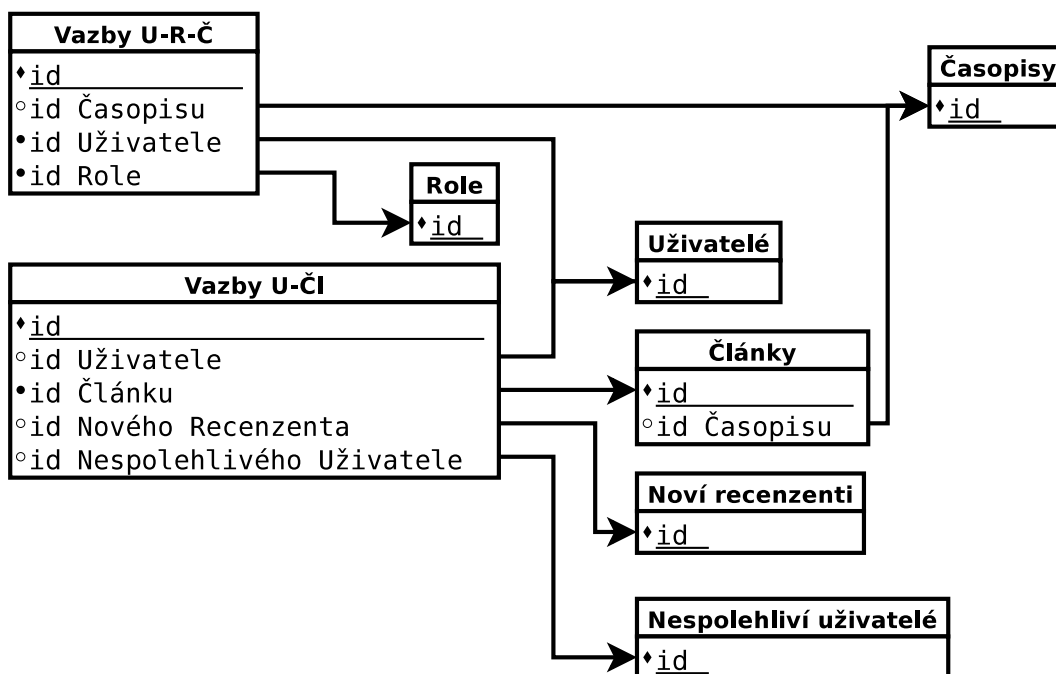 Vazby U-R-Č
id
id Časopisu
id Uživatele
id Role
Časopisy
id
Role
id
Uživatelé
id
Vazby U-Čl
id
id Uživatele
id Článku
id Nového Recenzenta
id Nespolehlivého Uživatele
Články
id
id Časopisu
Noví recenzenti
id
Nespolehliví uživatelé
id